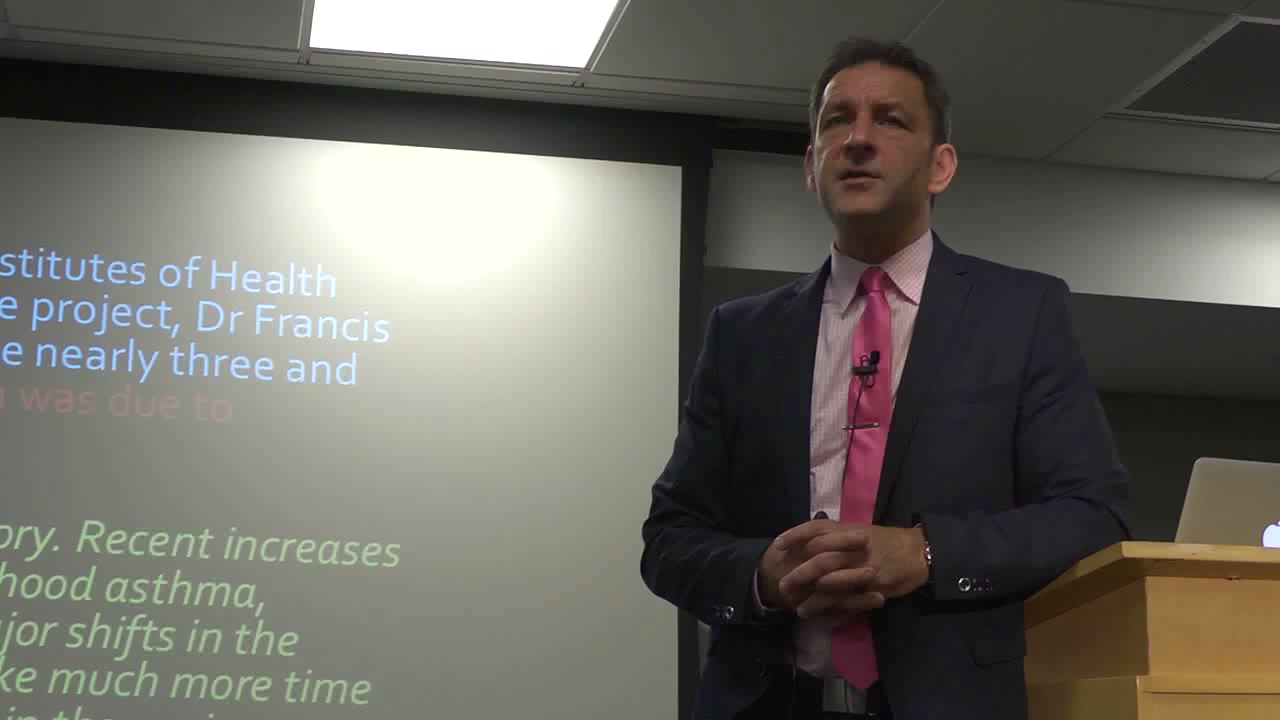 stitutes of Health
e project, Dr Francis
e nearly three and
was due to
ory. Recent increases
hood asthma,
jor shifts in the
ke much more time